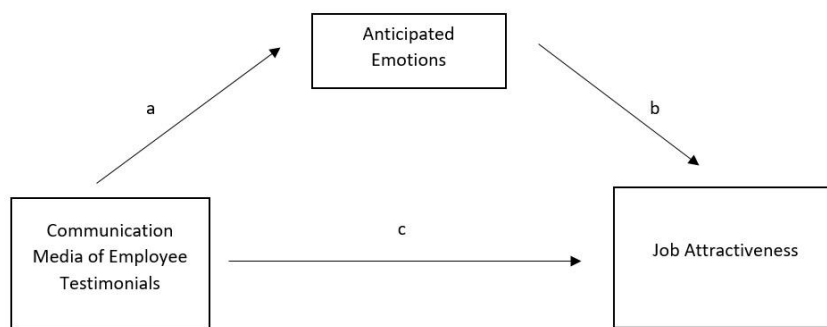 Anticipated
Emotions
a
b
Communication
Media of Employee
Testimonials
c
Job Attractiveness